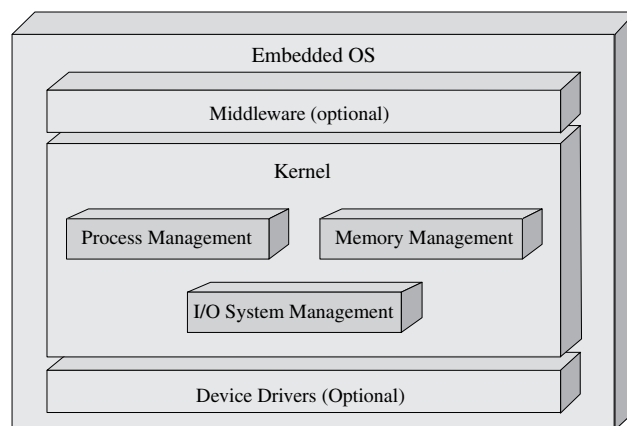 Embedded OS
Middleware (optional)
Kernel
Process Management
Memory Management
I/O System Management
Device Drivers (Optional)